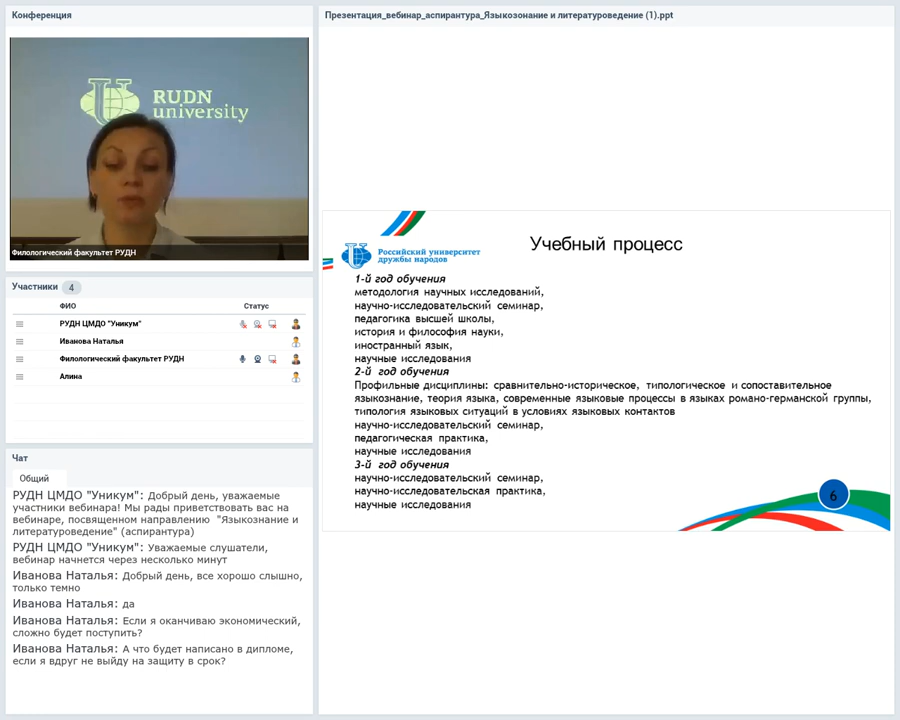 Конференция
RUDN
university
Филологический факультет РУДН
Участники 4
ФИО Статус
РУДН ЦМДО "Уникум"
Иванова Наталья
Филологический факультет РУДН
Алина
Чат
Общий
РУДН ЦМДО "Уникум": Добрый день, уважаемые
участники вебинара! Мы рады приветствовать вас на
вебинаре, посвященном направлению "Языкознание и
литературоведение" (аспирантура)
РУДН ЦМДО "Уникум": Уважаемые слушатели,
вебинар начнется через несколько минут
Иванова Наталья: Добрый день, все хорошо слышно,
только темно
Иванова Наталья: да
Иванова Наталья: Если я оканчиваю экономический,
сложно будет поступить?
Иванова Наталья: А что будет написано в дипломе,
если я вдруг не выйду на защиту в срок?
Презентация_вебинар_аспирантура_Языкозонание и литературоведение (1).ppt
Российский университет
дружбы народов
Учебный процесс
1-й год обучения
методология научных исследований,
научно-исследовательский семинар,
педагогика высшей школы,
история и философия науки,
иностранный язык,
научные исследования
2-й год обучения
Профильные дисциплины: сравнительно-историческое, типологическое и сопоставительное
языкознание, теория языка, современные языковые процессы в языках романо-германской группы,
типология языковых ситуаций в условиях языковых контактов
научно-исследовательский семинар,
педагогическая практика,
научные исследования
3-й год обучения
научно-исследовательский семинар,
научно-исследовательская практика,
научные исследования
6